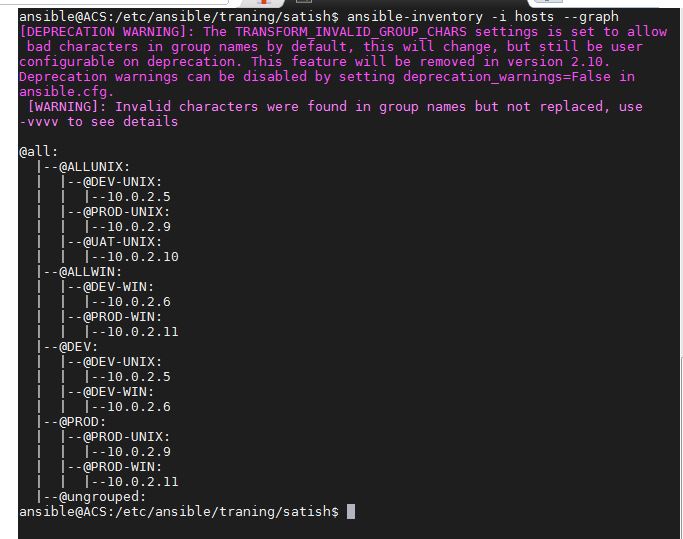 ansible@ACS:/etc/ansible/traning/satish$ ansible-inventory -i hosts --graph
[DEPRECATION WARNING]: The TRANSFORM_INVALID_GROUP_CHARS settings is set to allow
 bad characters in group names by default, this will change, but still be user
configurable on deprecation. This feature will be removed in version 2.10.
Deprecation warnings can be disabled by setting deprecation_warnings=False in
ansible.cfg.
 [WARNING]: Invalid characters were found in group names but not replaced, use
-vvvv to see details
@all:
  |--@ALLUNIX:
  |  |--@DEV-UNIX:
  |  |  |--10.0.2.5
  |  |--@PROD-UNIX:
  |  |  |--10.0.2.9
  |  |--@UAT-UNIX:
  |  |  |--10.0.2.10
  |--@ALLWIN:
  |  |--@DEV-WIN:
  |  |  |--10.0.2.6
  |  |--@PROD-WIN:
  |  |  |--10.0.2.11
  |--@DEV:
  |  |--@DEV-UNIX:
  |  |  |--10.0.2.5
  |  |--@DEV-WIN:
  |  |  |--10.0.2.6
  |--@PROD:
  |  |--@PROD-UNIX:
  |  |  |--10.0.2.9
  |  |--@PROD-WIN:
  |  |  |--10.0.2.11
  |--@ungrouped:
ansible@ACS:/etc/ansible/traning/satish$